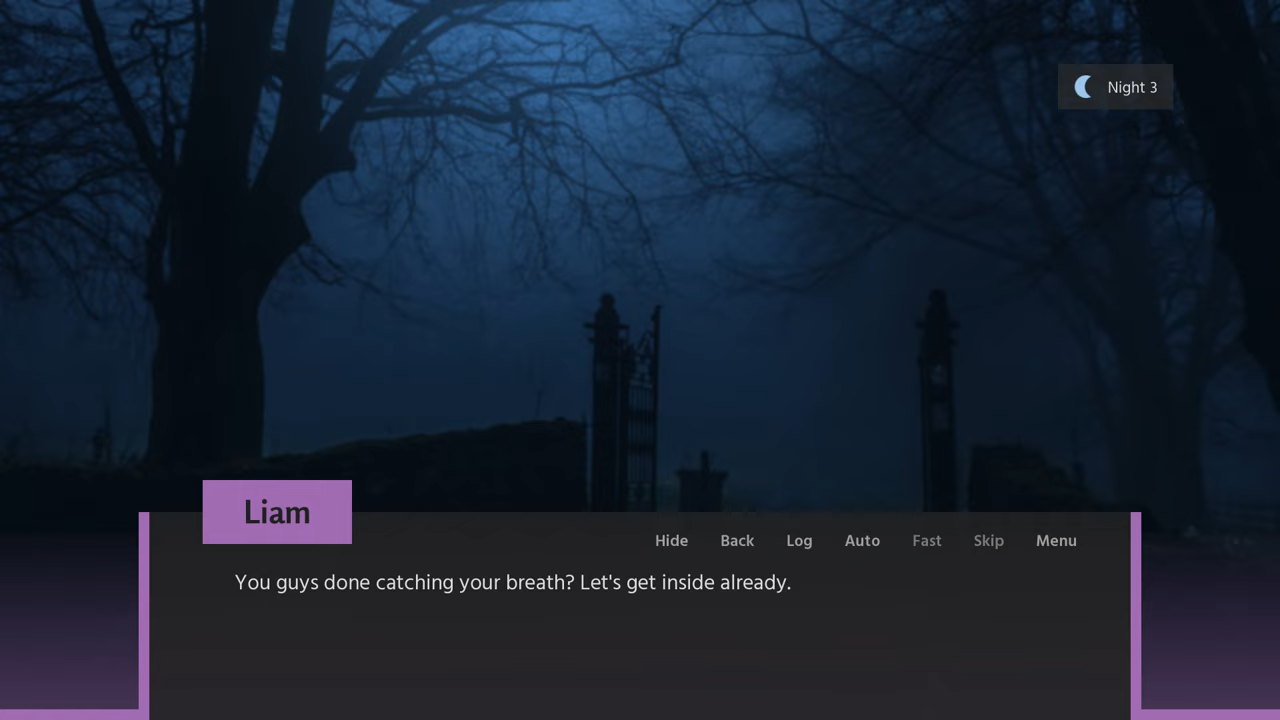 Night 3
Liam
Hide Back Log Auto Fast Skip Menu
You guys done catching your breath? Let's get inside already.